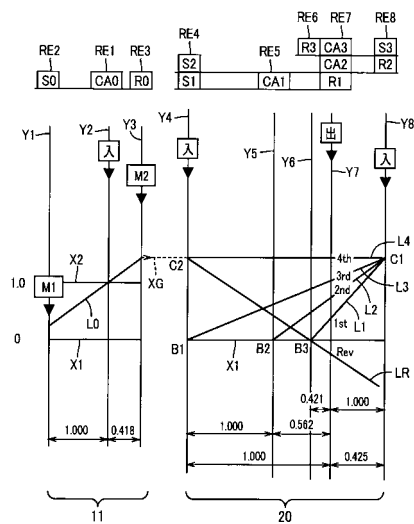 RE2 RE1 RE3 RE4 RE5 RE6 RE7 RE8
S0 CA0 R0 S2 S1 CA1 R3 CA3 CA2 R1 S3 R2
Y1 Y2 Y3 Y4 Y5 Y6 Y7 Y8
入 M2 入 出 入
M1 X2 XG C2 C1
4th 3rd 2nd 1st Rev
L4 L3 L2 L1 LR
1.0 L0
0 X1 B1 X1 B2 B3
0.421 1.000
1.000 0.418 1.000 0.562
1.000 0.425
11 20